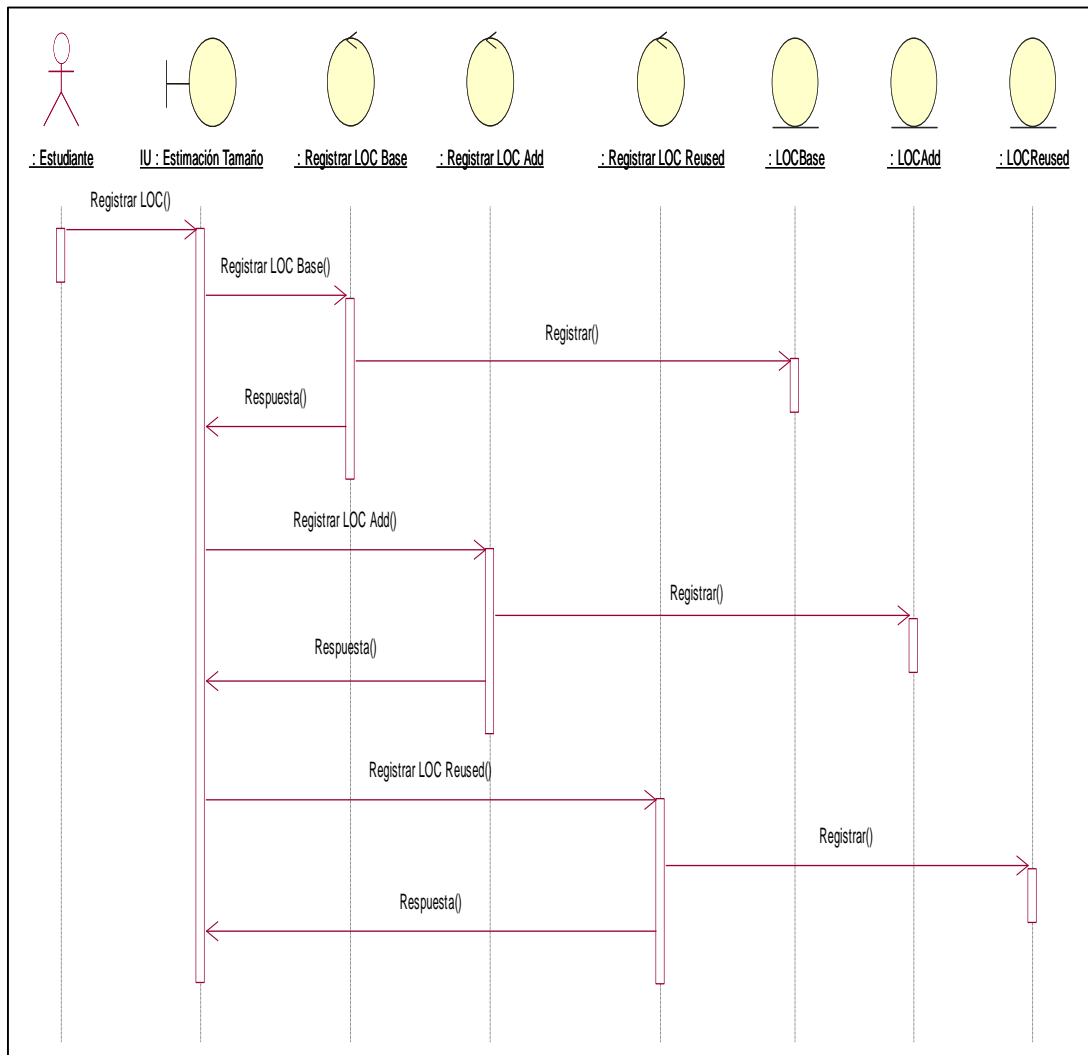 : Estudiante
IU : Estimación Tamaño
: Registrar LOC Base
: Registrar LOC Add
: Registrar LOC Reused
: LOCBase
: LOCAdd
: LOCReused
Registrar LOC()
Registrar LOC Base()
Registrar()
Respuesta()
Registrar LOC Add()
Registrar()
Respuesta()
Registrar LOC Reused()
Registrar()
Respuesta()